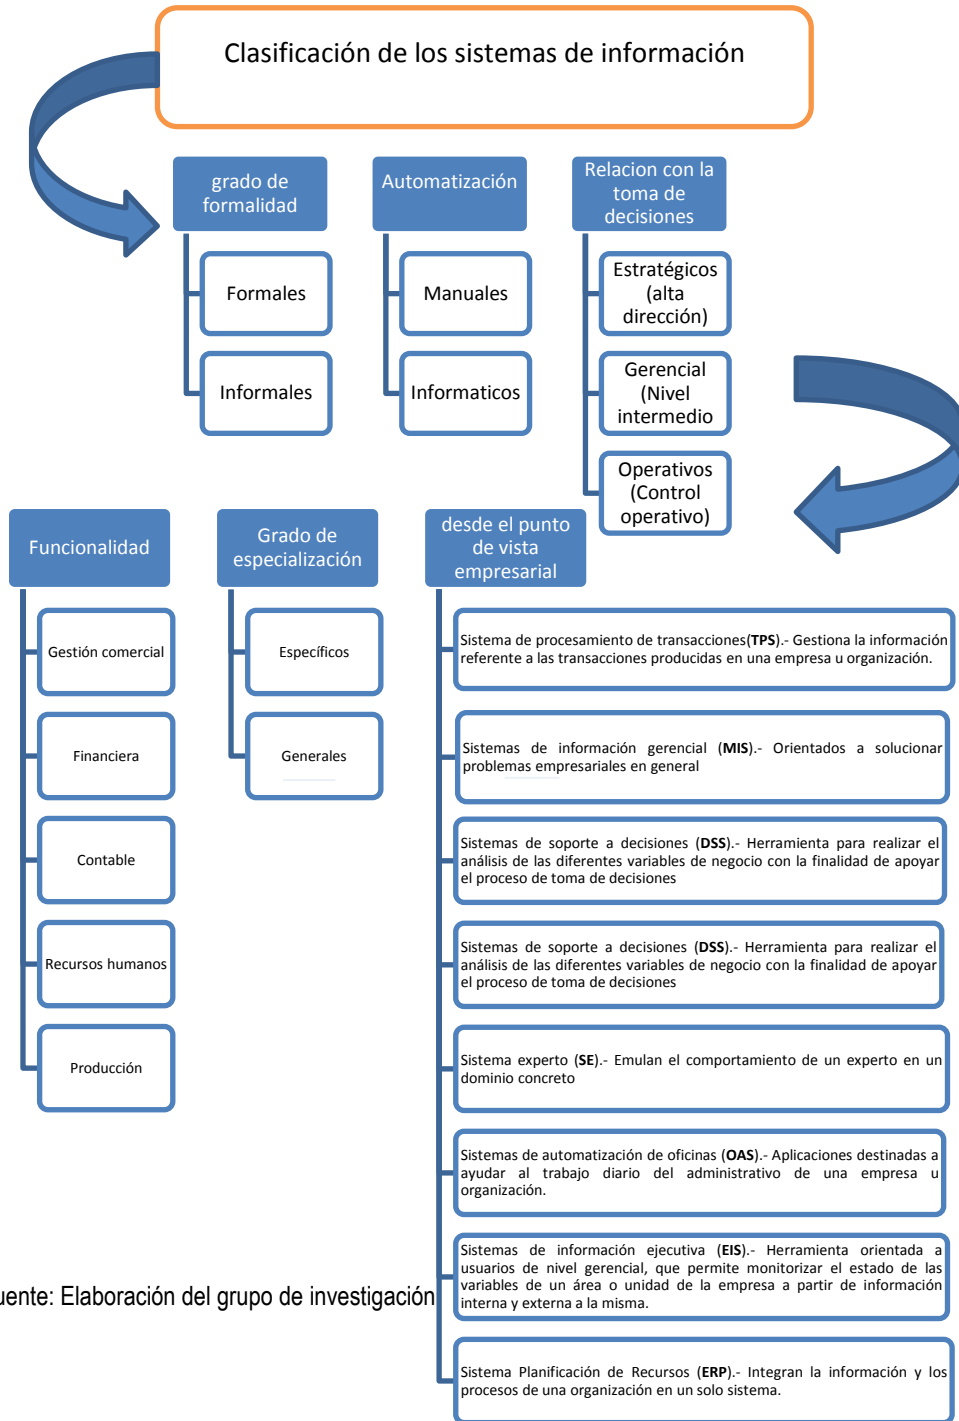 Clasificación de los sistemas de información
grado de
formalidad
Formales
Informales
Automatización
Manuales
Informaticos
Relacion con la
toma de
decisiones
Estratégicos
(alta
dirección)
Gerencial
(Nivel
intermedio
Operativos
(Control
operativo)
Funcionalidad
Gestión comercial
Financiera
Contable
Recursos humanos
Producción
Grado de
especialización
Específicos
Generales
desde el punto
de vista
empresarial
Sistema de procesamiento de transacciones(TPS).- Gestiona la información
referente a las transacciones producidas en una empresa u organización.
Sistemas de información gerencial (MIS).- Orientados a solucionar
problemas empresariales en general
Sistemas de soporte a decisiones (DSS).- Herramienta para realizar el
análisis de las diferentes variables de negocio con la finalidad de apoyar
el proceso de toma de decisiones
Sistemas de soporte a decisiones (DSS).- Herramienta para realizar el
análisis de las diferentes variables de negocio con la finalidad de apoyar
el proceso de toma de decisiones
Sistema experto (SE).- Emulan el comportamiento de un experto en un
dominio concreto
Sistemas de automatización de oficinas (OAS).- Aplicaciones destinadas a
ayudar al trabajo diario del administrativo de una empresa u
organización.
Sistemas de información ejecutiva (EIS).- Herramienta orientada a
usuarios de nivel gerencial, que permite monitorizar el estado de las
variables de un área o unidad de la empresa a partir de información
interna y externa a la misma.
Sistema Planificación de Recursos (ERP).- Integran la información y los
procesos de una organización en un solo sistema.
uente: Elaboración del grupo de investigación